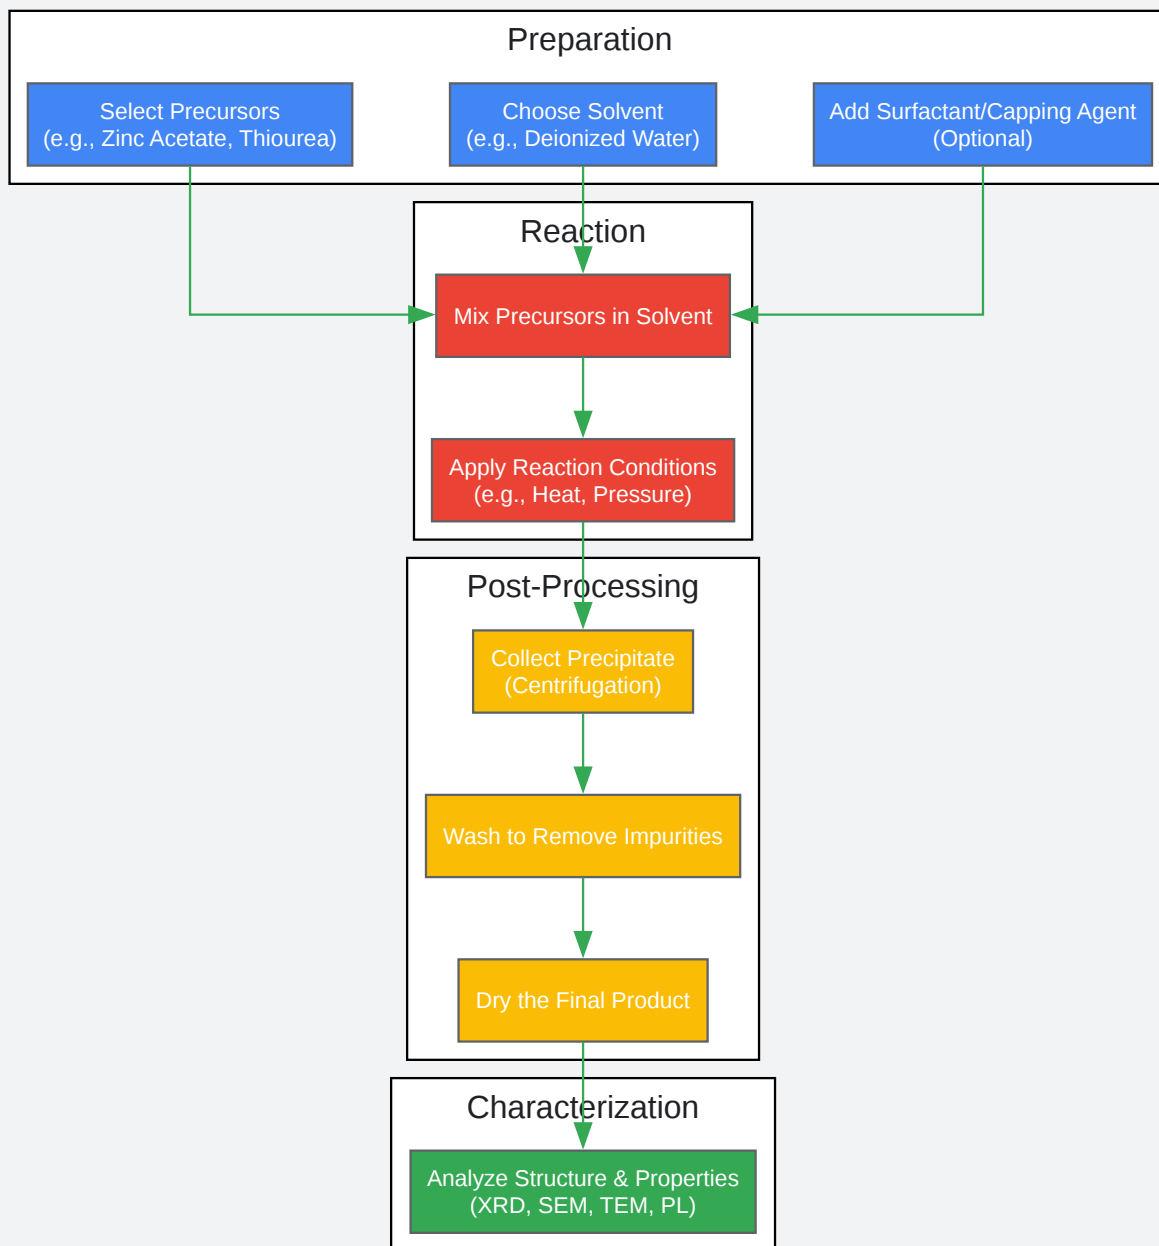 Preparation
Select Precursors
(e.g., Zinc Acetate, Thiourea)
Choose Solvent
(e.g., Deionized Water)
Add Surfactant/Capping Agent
(Optional)
Reaction
Mix Precursors in Solvent
Apply Reaction Conditions
(e.g., Heat, Pressure)
Post-Processing
Collect Precipitate
(Centrifugation)
Wash to Remove Impurities
Dry the Final Product
Characterization
Analyze Structure & Properties
(XRD, SEM, TEM, PL)